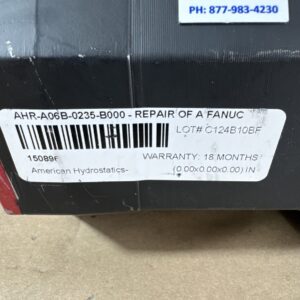 PH: 877-983-4230
AHR-A06B-0235-B000 - REPAIR OF A FANUC
LOT# C124B10BF
150896
WARRANTY: 18 MONTHS
American Hydrostatics-
(0.00x0.00x0.00) IN